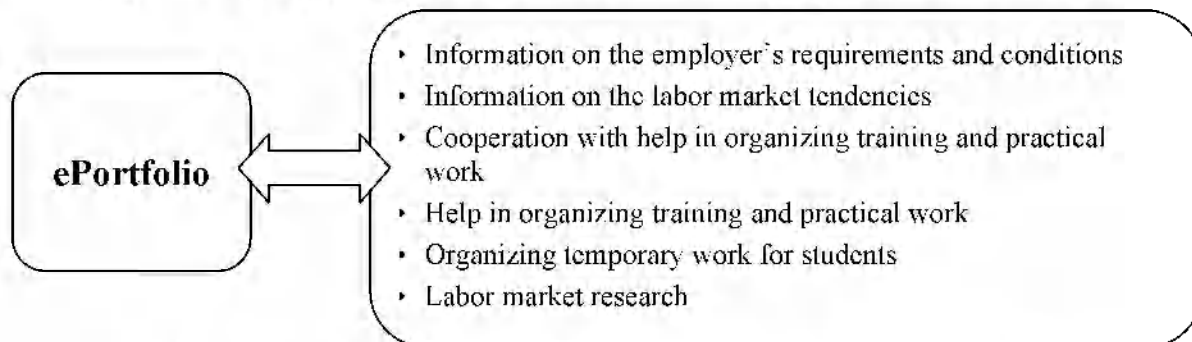 ePortfolio
• Information on the employer`s requirements and conditions
• Information on the labor market tendencies
• Cooperation with help in organizing training and practical
work
• Help in organizing training and practical work
• Organizing temporary work for students
• Labor market research